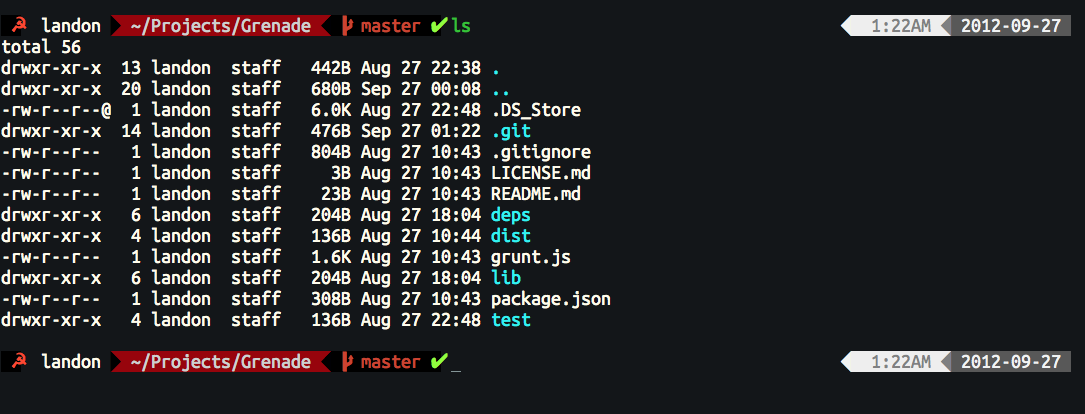 ☭ landon ~/Projects/Grenade master ✔ ls 1:22AM 2012-09-27
total 56
drwxr-xr-x 13 landon staff 442B Aug 27 22:38 .
drwxr-xr-x 20 landon staff 680B Sep 27 00:08 ..
-rw-r--r--@ 1 landon staff 6.0K Aug 27 22:48 .DS_Store
drwxr-xr-x 14 landon staff 476B Sep 27 01:22 .git
-rw-r--r-- 1 landon staff 804B Aug 27 10:43 .gitignore
-rw-r--r-- 1 landon staff 3B Aug 27 10:43 LICENSE.md
-rw-r--r-- 1 landon staff 23B Aug 27 10:43 README.md
drwxr-xr-x 6 landon staff 204B Aug 27 18:04 deps
drwxr-xr-x 4 landon staff 136B Aug 27 10:44 dist
-rw-r--r-- 1 landon staff 1.6K Aug 27 10:43 grunt.js
drwxr-xr-x 6 landon staff 204B Aug 27 18:04 lib
-rw-r--r-- 1 landon staff 308B Aug 27 10:43 package.json
drwxr-xr-x 4 landon staff 136B Aug 27 22:48 test
☭ landon ~/Projects/Grenade master ✔ _ 1:22AM 2012-09-27